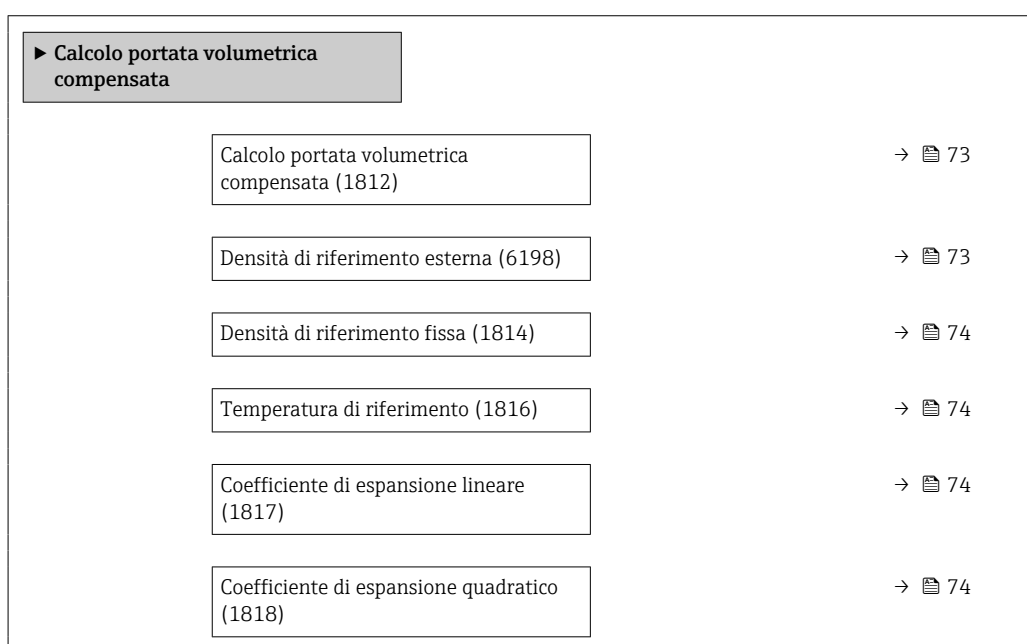 ▶ Calcolo portata volumetrica
compensata
Calcolo portata volumetrica
compensata (1812)
→ 73
Densità di riferimento esterna (6198)
→ 73
Densità di riferimento fissa (1814)
→ 74
Temperatura di riferimento (1816)
→ 74
Coefficiente di espansione lineare
(1817)
→ 74
Coefficiente di espansione quadratico
(1818)
→ 74